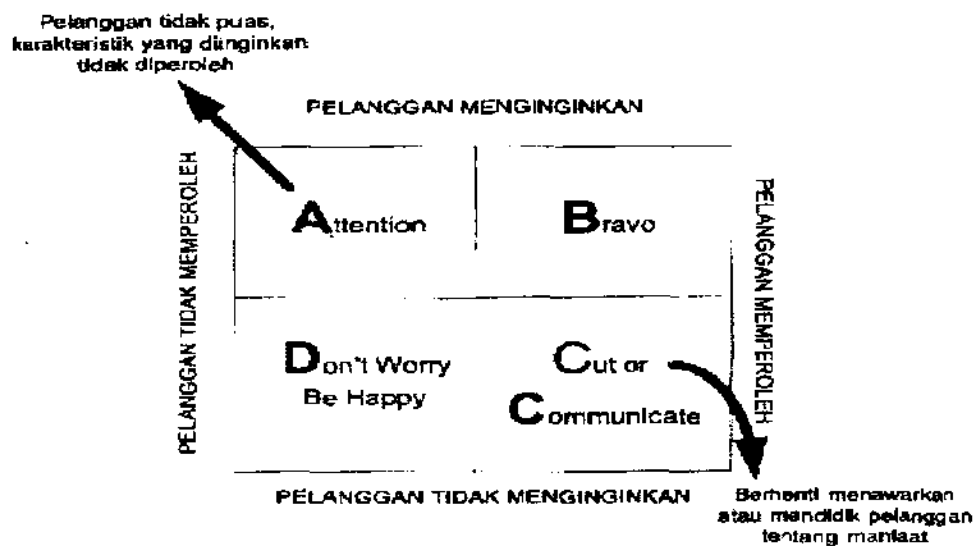 Pelanggan tidak puas,
karakteristik yang diinginkan
tidak diperoleh
PELANGGAN MENGINGINKAN
PELANGGAN TIDAK MEMPEROLEH
Attention
Bravo
PELANGGAN MEMPEROLEH
Don't Worry
Be Happy
Cut or
Communicate
PELANGGAN TIDAK MENGINGINKAN
Berhenti menawarkan
atau mendidik pelanggan
tentang manfaat